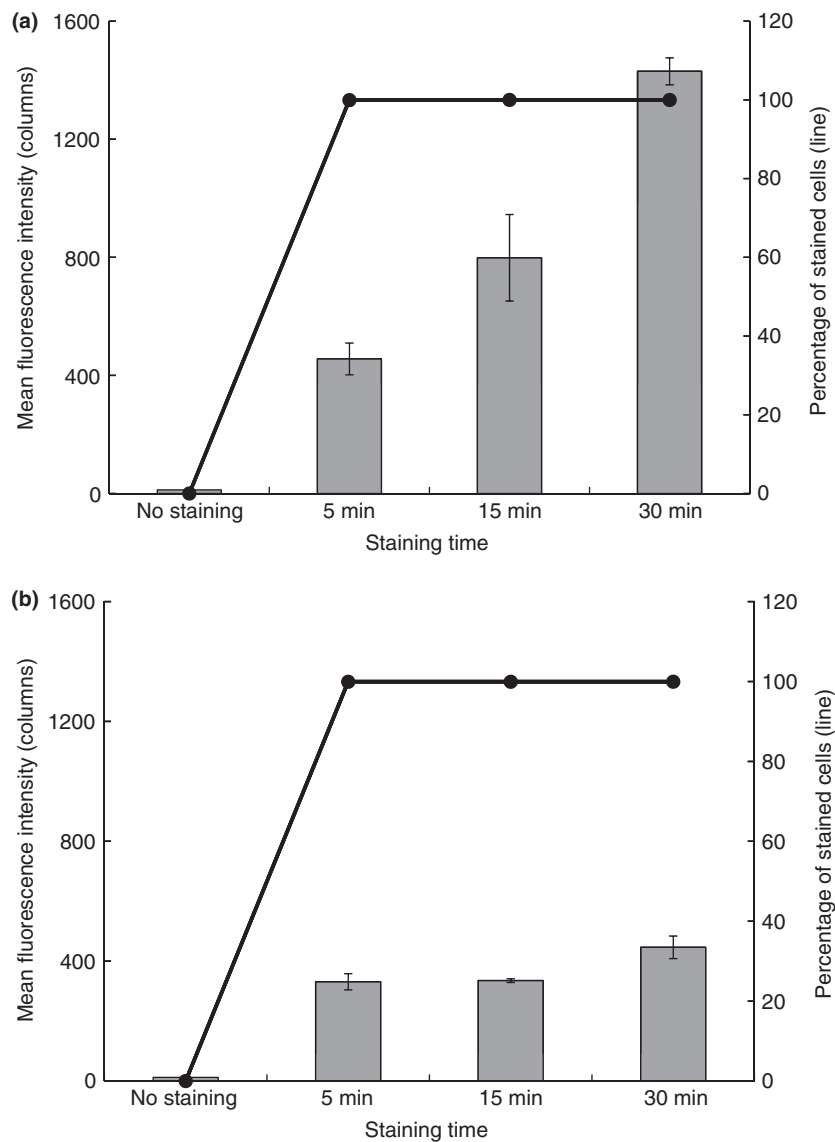 (a)
Mean fluorescence intensity (columns)
1600
1200
800
400
0
120
100
80
60
40
20
0
Percentage of stained cells (line)
No staining 5 min 15 min 30 min
Staining time
(b)
Mean fluorescence intensity (columns)
1600
1200
800
400
0
120
100
80
60
40
20
0
Percentage of stained cells (line)
No staining 5 min 15 min 30 min
Staining time